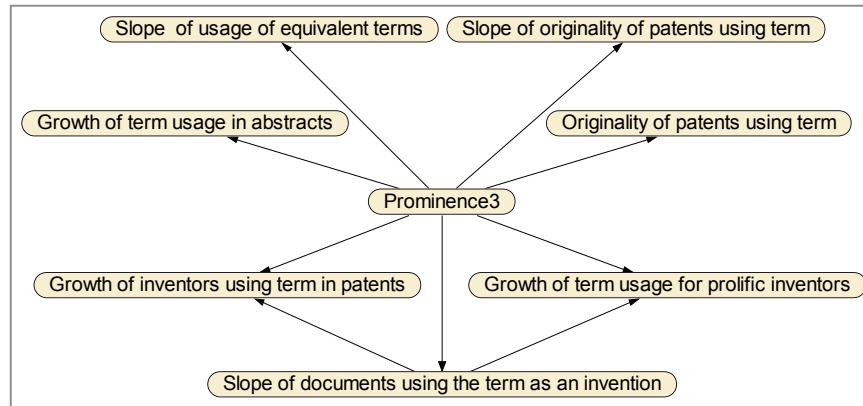 Slope  of usage of equivalent terms
Slope of originality of patents using term
Growth of term usage in abstracts
Originality of patents using term
Prominence3
Growth of inventors using term in patents
Growth of term usage for prolific inventors
Slope of documents using the term as an invention